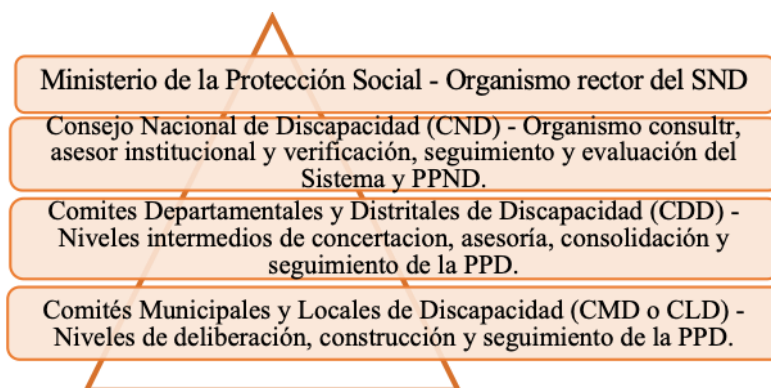 Ministerio de la Protección Social - Organismo rector del SND
Consejo Nacional de Discapacidad (CND) - Organismo consultr,
asesor institucional y verificación, seguimiento y evaluación del
Sistema y PPND.
Comites Departamentales y Distritales de Discapacidad (CDD) -
Niveles intermedios de concertacion, asesoría, consolidación y
seguimiento de la PPD.
Comités Municipales y Locales de Discapacidad (CMD o CLD) -
Niveles de deliberación, construcción y seguimiento de la PPD.